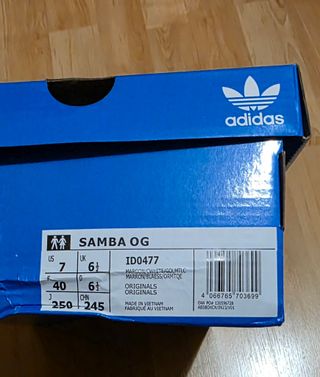 adidas
SAMBA OG
US
7
UK
6½
ID0477
F
40
D
6½
ORIGINALS
ORIGINALS
J
250
CHN
245
MADE IN VIETNAM
FABRIQUÉ AU VIETNAM
4 066765 703699